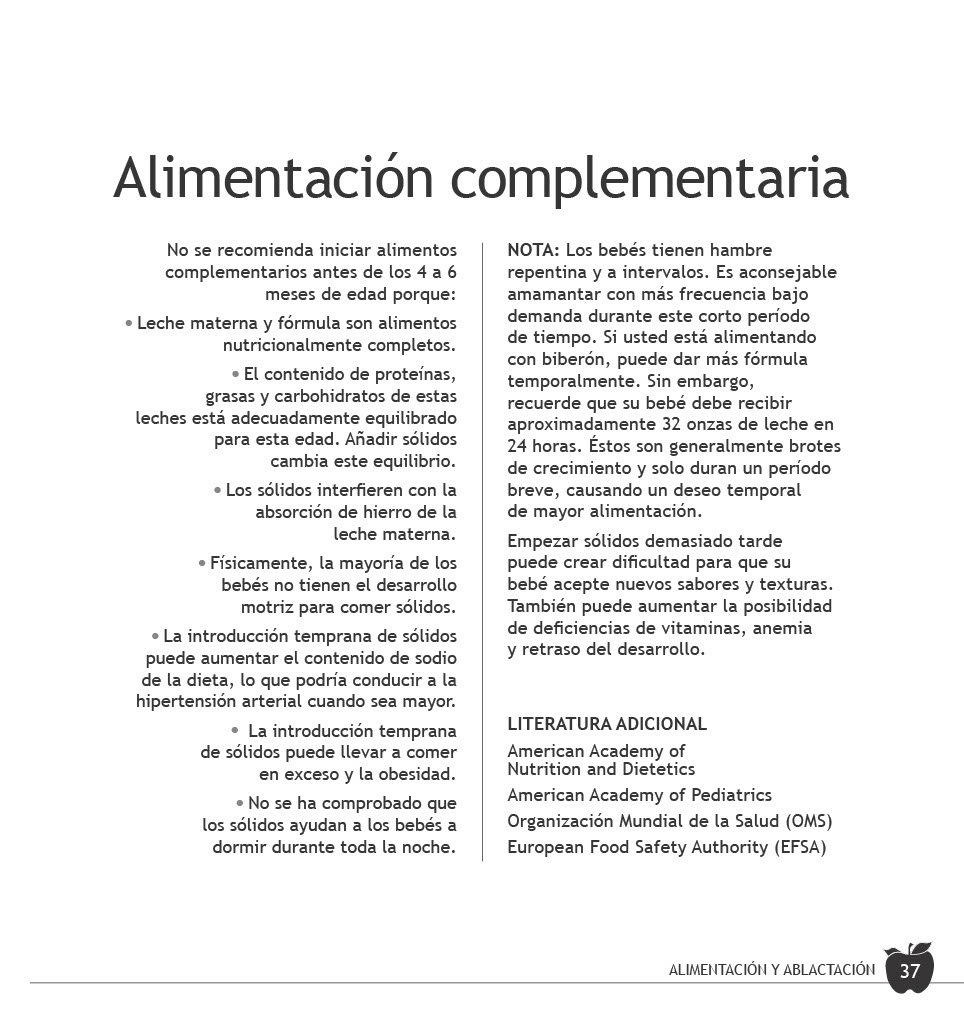 Alimentación complementaria
No se recomienda iniciar alimentos
complementarios antes de los 4 a 6
meses de edad porque:
• Leche materna y fórmula son alimentos
nutricionalmente completos.
• El contenido de proteínas,
grasas y carbohidratos de estas
leches está adecuadamente equilibrado
para esta edad. Añadir sólidos
cambia este equilibrio.
• Los sólidos interfieren con la
absorción de hierro de la
leche materna.
• Físicamente, la mayoría de los
bebés no tienen el desarrollo
motriz para comer sólidos.
• La introducción temprana de sólidos
puede aumentar el contenido de sodio
de la dieta, lo que podría conducir a la
hipertensión arterial cuando sea mayor.
• La introducción temprana
de sólidos puede llevar a comer
en exceso y la obesidad.
• No se ha comprobado que
los sólidos ayudan a los bebés a
dormir durante toda la noche.
NOTA: Los bebés tienen hambre
repentina y a intervalos. Es aconsejable
amamantar con más frecuencia bajo
demanda durante este corto período
de tiempo. Si usted está alimentando
con biberón, puede dar más fórmula
temporalmente. Sin embargo,
recuerde que su bebé debe recibir
aproximadamente 32 onzas de leche en
24 horas. Éstos son generalmente brotes
de crecimiento y solo duran un período
breve, causando un deseo temporal
de mayor alimentación.
Empezar sólidos demasiado tarde
puede crear dificultad para que su
bebé acepte nuevos sabores y texturas.
También puede aumentar la posibilidad
de deficiencias de vitaminas, anemia
y retraso del desarrollo.
LITERATURA ADICIONAL
American Academy of
Nutrition and Dietetics
American Academy of Pediatrics
Organización Mundial de la Salud (OMS)
European Food Safety Authority (EFSA)
ALIMENTACIÓN Y ABLACTACIÓN 37